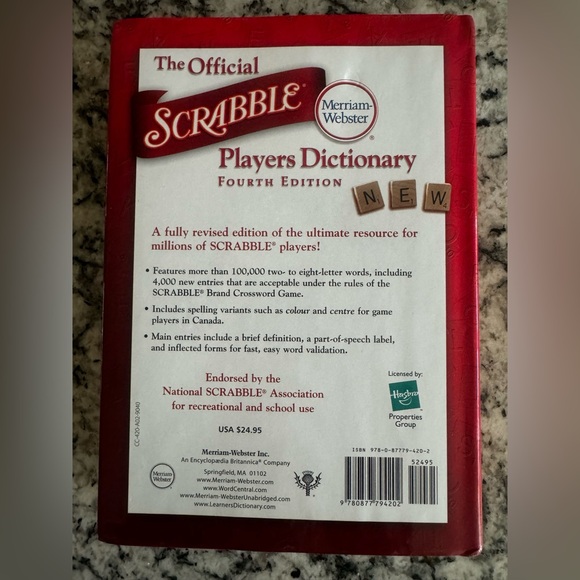 The Official
SCRABBLE®
Merriam-
Webster
®
Players Dictionary
FOURTH EDITION
NEW
A fully revised edition of the ultimate resource for
millions of SCRABBLE® players!
• Features more than 100,000 two- to eight-letter words, including
4,000 new entries that are acceptable under the rules of the
SCRABBLE® Brand Crossword Game.
• Includes spelling variants such as colour and centre for game
players in Canada.
• Main entries include a brief definition, a part-of-speech label,
and inflected forms for fast, easy word validation.
Endorsed by the
National SCRABBLE® Association
for recreational and school use
USA $24.95
Licensed by:
Hasbro
Properties
Group
CC-420-A02-9040
Merriam-Webster Inc.
An Encyclopædia Britannica® Company
Merriam
Webster
Springfield, MA 01102
www.Merriam-Webster.com
www.WordCentral.com
www.Merriam-WebsterUnabridged.com
www.LearnersDictionary.com
ISBN 978-0-87779-420-2
52495
9 780877 794202